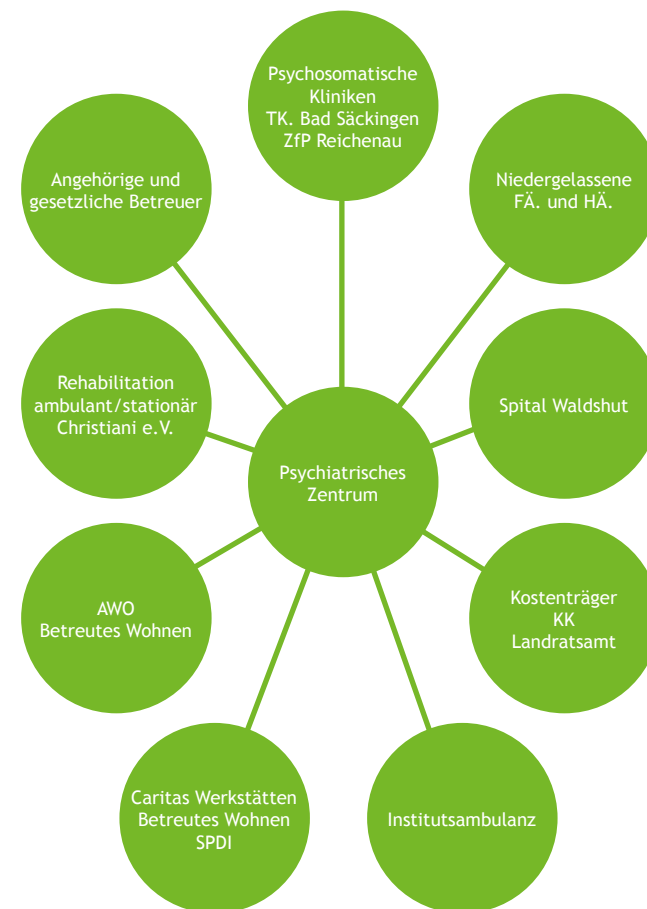 Psychosomatische
Kliniken
TK. Bad Säckingen
ZfP Reichenau
Angehörige und
gesetzliche Betreuer
Niedergelassene
FÄ. und HÄ.
Rehabilitation
ambulant/stationär
Christiani e.V.
Spital Waldshut
Psychiatrisches
Zentrum
AWO
Betreutes Wohnen
Kostenträger
KK
Landratsamt
Caritas Werkstätten
Betreutes Wohnen
SPDI
Institutsambulanz